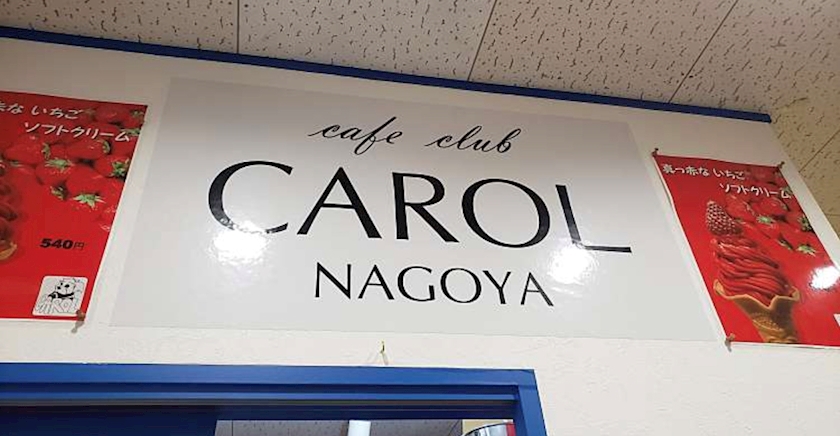 cafe club
CAROL
NAGOYA
赤な いちご
ソフトクリーム
540円
真っ赤な いちご
ソフトクリーム